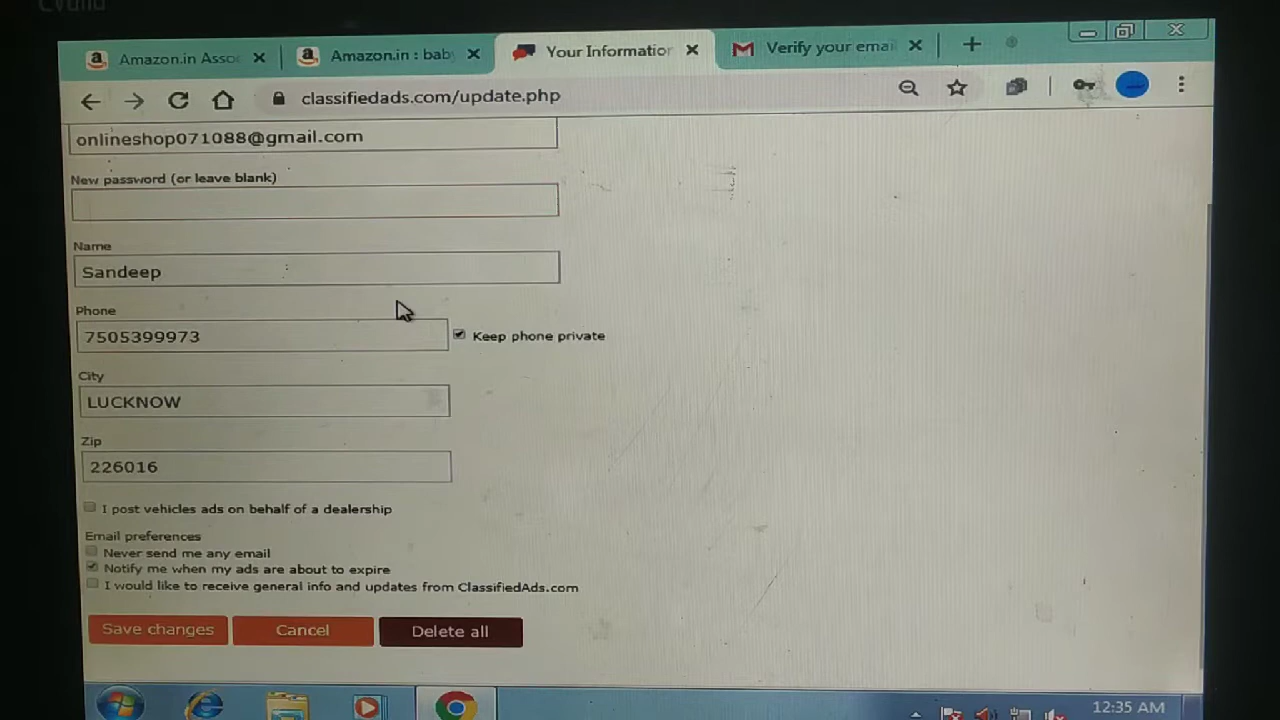 Amazon.in Asso
Amazon.in : bab
Your Information
Verify your emai
classifiedads.com/update.php
onlineshop071088@gmail.com
New password (or leave blank)
Name
Sandeep
Phone
7505399973
Keep phone private
City
LUCKNOW
Zip
226016
I post vehicles ads on behalf of a dealership
Email preferences
Never send me any email
Notify me when my ads are about to expire
I would like to receive general info and updates from ClassifiedAds.com
Save changes Cancel Delete all
12:35 AM